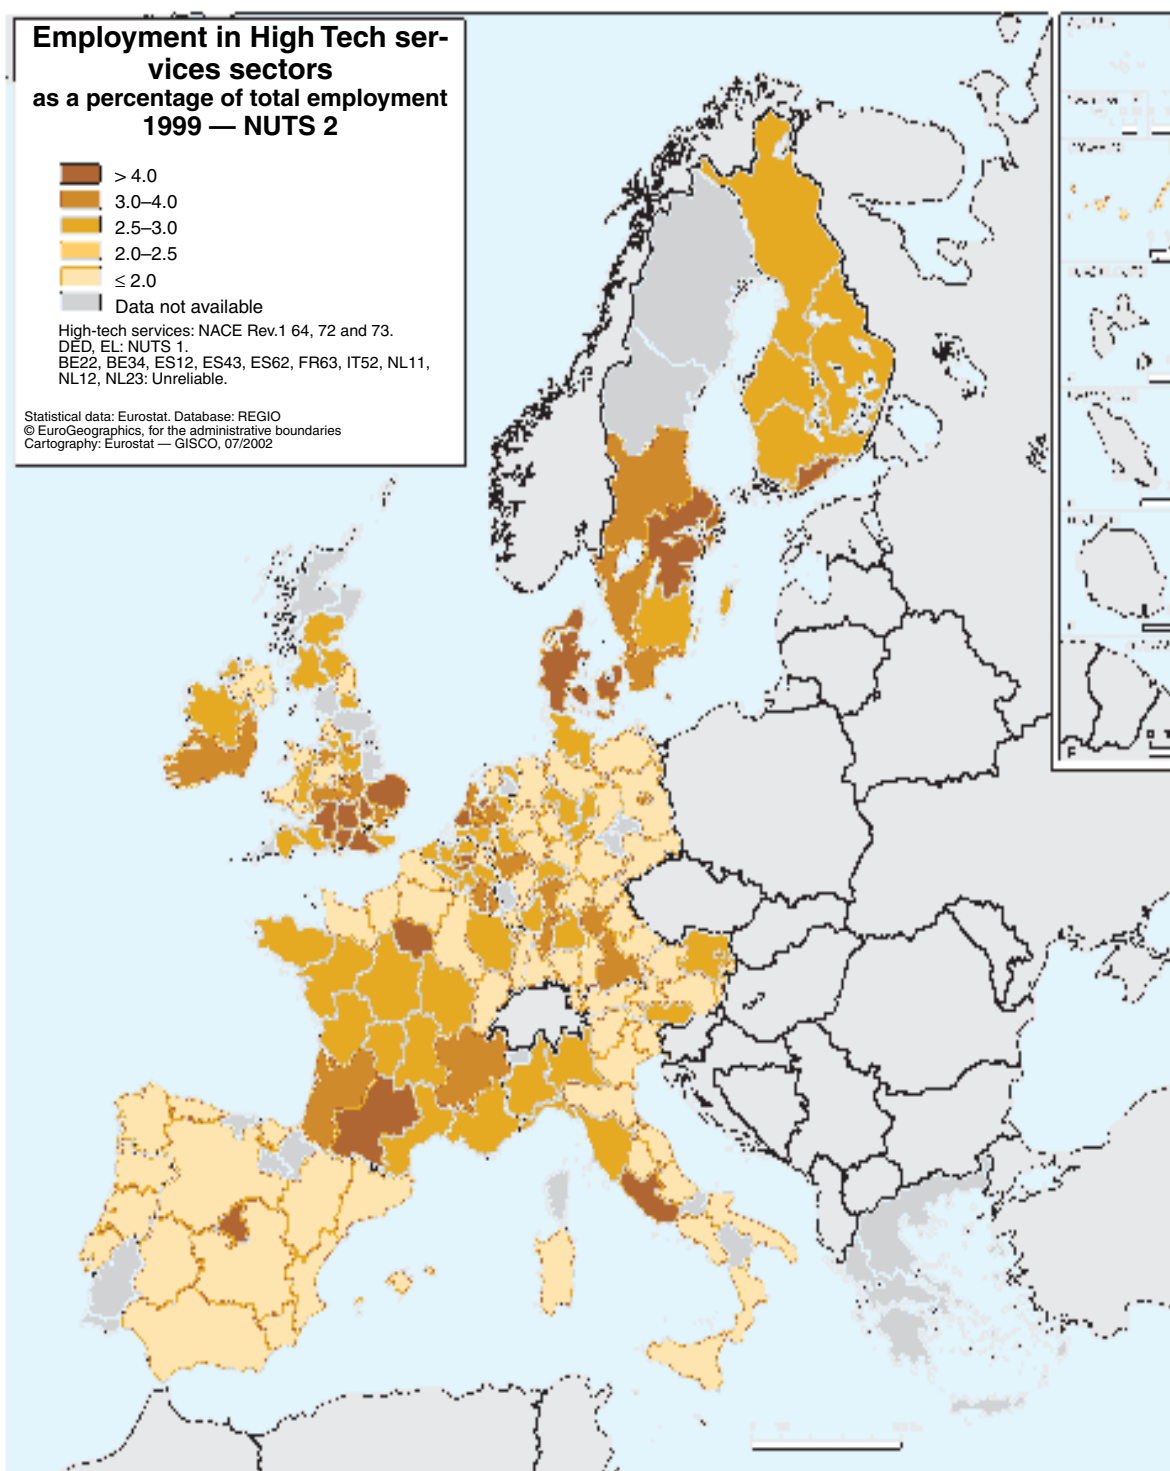 Employment in High Tech ser-
vices sectors
as a percentage of total employment
1999 — NUTS 2
> 4.0
3.0–4.0
2.5–3.0
2.0–2.5
≤ 2.0
Data not available
High-tech services: NACE Rev.1 64, 72 and 73.
DED, EL: NUTS 1.
BE22, BE34, ES12, ES43, ES62, FR63, IT52, NL11,
NL12, NL23: Unreliable.
Statistical data: Eurostat. Database: REGIO
© EuroGeographics, for the administrative boundaries
Cartography: Eurostat — GISCO, 07/2002